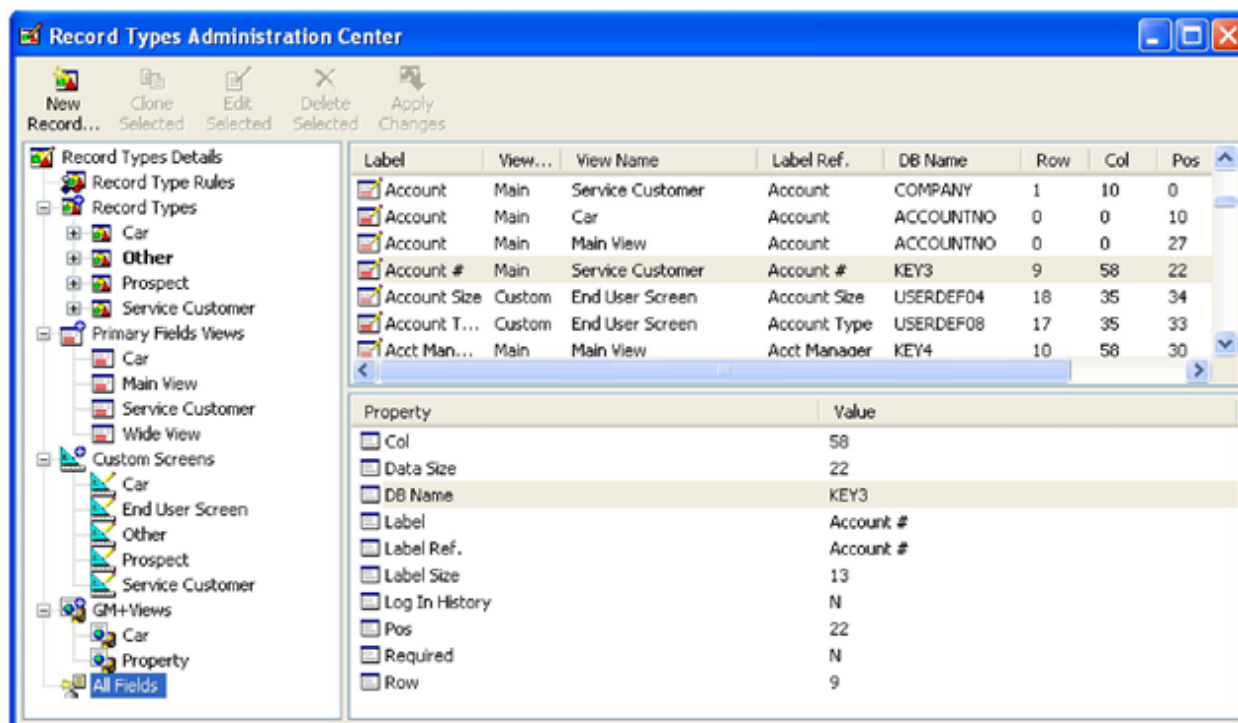 Record Types Administration Center
New Record... Clone Selected Edit Selected Delete Selected Apply Changes
Record Types Details
Record Type Rules
Record Types
Car
Other
Prospect
Service Customer
Primary Fields Views
Car
Main View
Service Customer
Wide View
Custom Screens
Car
End User Screen
Other
Prospect
Service Customer
GM+Views
Car
Property
All Fields
Label View... View Name Label Ref. DB Name Row Col Pos
Account Main Service Customer Account COMPANY 1 10 0
Account Main Car Account ACCOUNTNO 0 0 10
Account Main Main View Account ACCOUNTNO 0 0 27
Account # Main Service Customer Account # KEY3 9 58 22
Account Size Custom End User Screen Account Size USERDEF04 18 35 34
Account T... Custom End User Screen Account Type USERDEF08 17 35 33
Acct Man... Main Main View Acct Manager KEY4 10 58 30
Property Value
Col 58
Data Size 22
DB Name KEY3
Label Account #
Label Ref. Account #
Label Size 13
Log In History N
Pos 22
Required N
Row 9